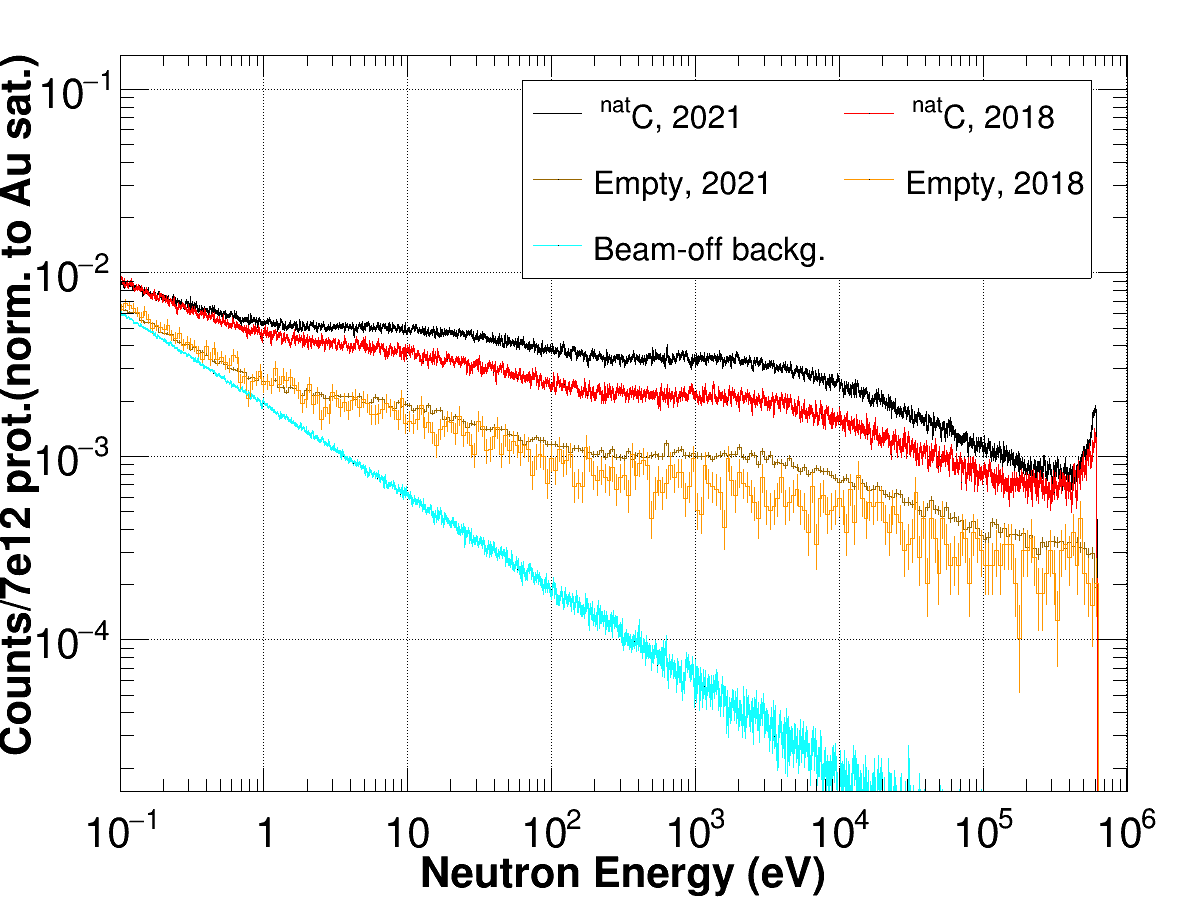 Counts/7e12 prot.(norm. to Au sat.)
10⁻¹
10⁻²
10⁻³
10⁻⁴
ⁿᵃᵗC, 2021
ⁿᵃᵗC, 2018
Empty, 2021
Empty, 2018
Beam-off backg.
10⁻¹ 1 10 10² 10³ 10⁴ 10⁵ 10⁶
Neutron Energy (eV)